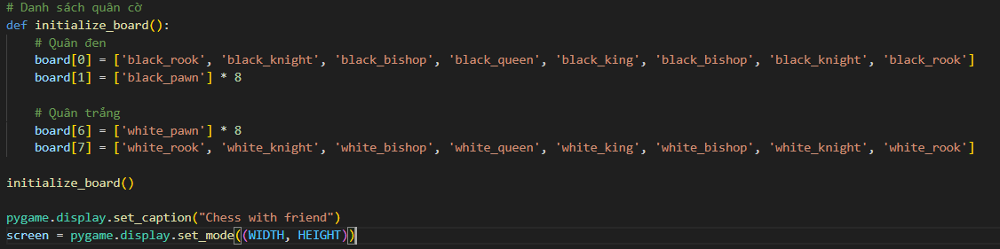 # Danh sách quân cờ
def initialize_board():
    # Quân đen
    board[0] = ['black_rook', 'black_knight', 'black_bishop', 'black_queen', 'black_king', 'black_bishop', 'black_knight', 'black_rook']
    board[1] = ['black_pawn'] * 8
    # Quân trắng
    board[6] = ['white_pawn'] * 8
    board[7] = ['white_rook', 'white_knight', 'white_bishop', 'white_queen', 'white_king', 'white_bishop', 'white_knight', 'white_rook']
initialize_board()
pygame.display.set_caption("Chess with friend")
screen = pygame.display.set_mode((WIDTH, HEIGHT))